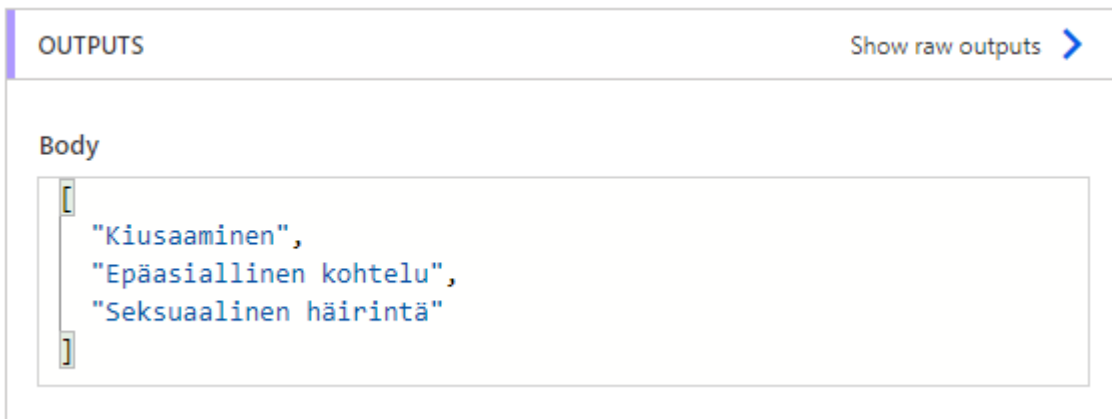 OUTPUTS Show raw outputs
Body
[
"Kiusaaminen",
"Epäasiallinen kohtelu",
"Seksuaalinen häirintä"
]